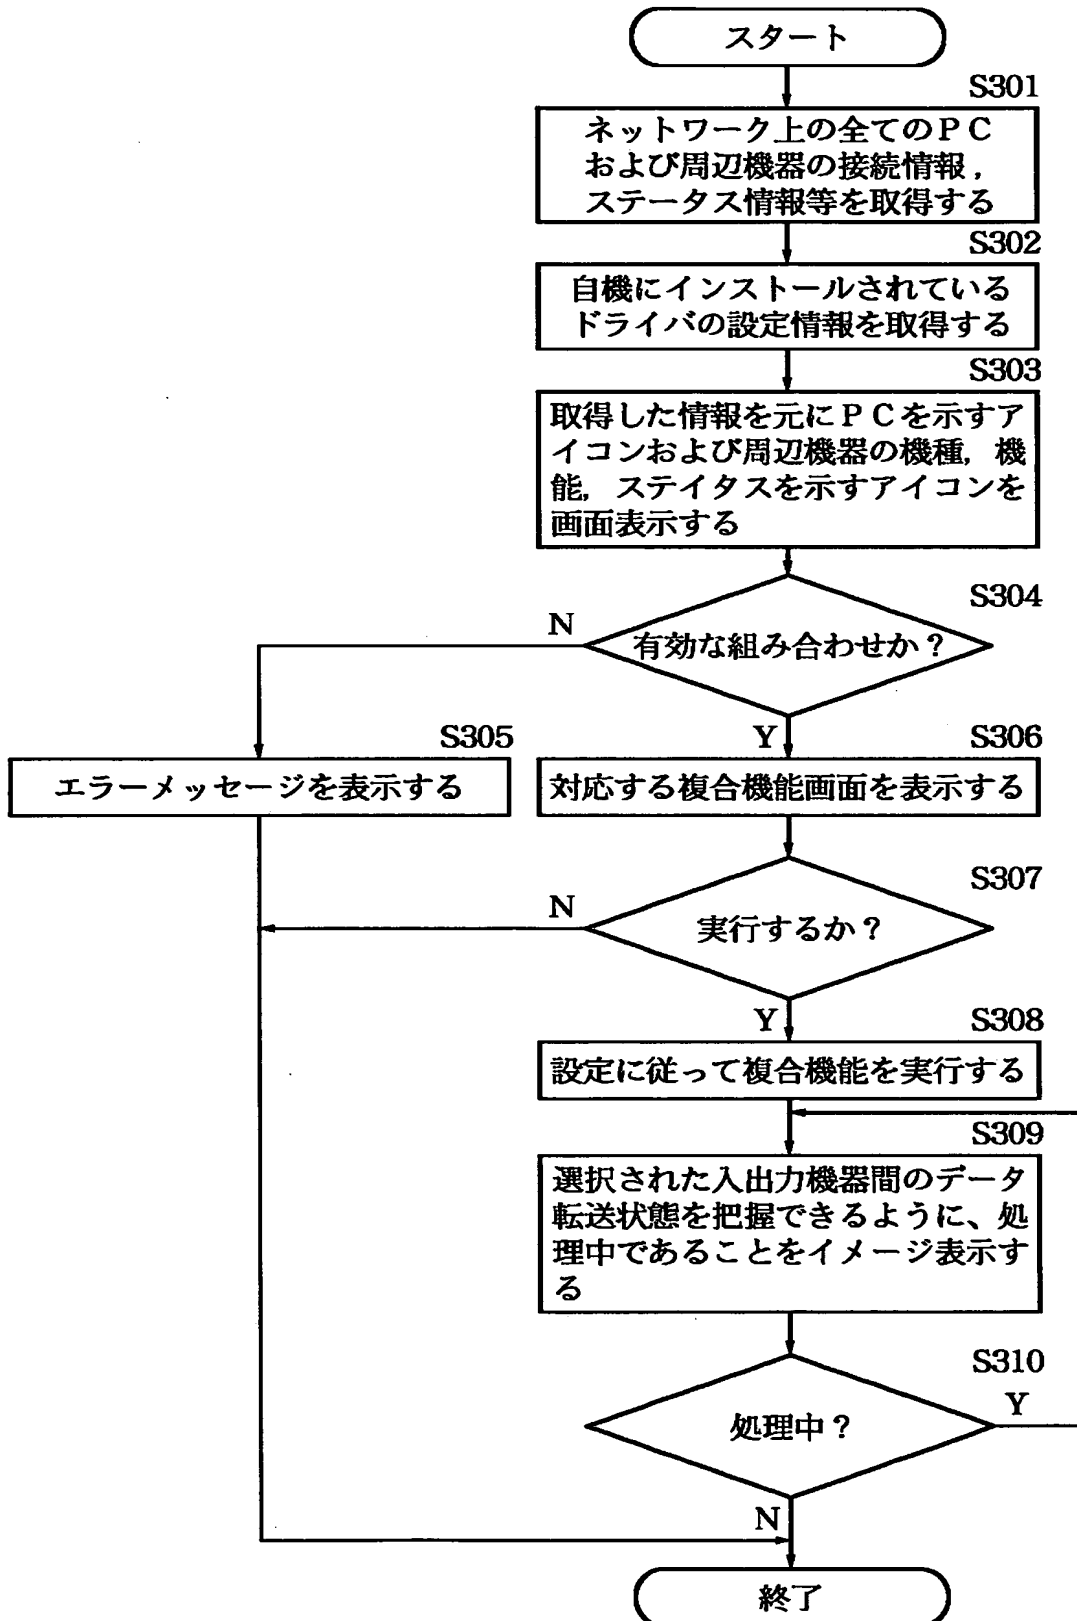 スタート
S301
ネットワーク上の全てのPC
および周辺機器の接続情報,
ステータス情報等を取得する
S302
自機にインストールされている
ドライバの設定情報を取得する
S303
取得した情報を元にPCを示すア
イコンおよび周辺機器の機種,機
能,ステイタスを示すアイコンを
画面表示する
S304
N
有効な組み合わせか?
Y
S305
エラーメッセージを表示する
S306
対応する複合機能画面を表示する
S307
N
実行するか?
Y
S308
設定に従って複合機能を実行する
S309
選択された入出力機器間のデータ
転送状態を把握できるように、処
理中であることをイメージ表示す
る
S310
Y
処理中?
N
終了